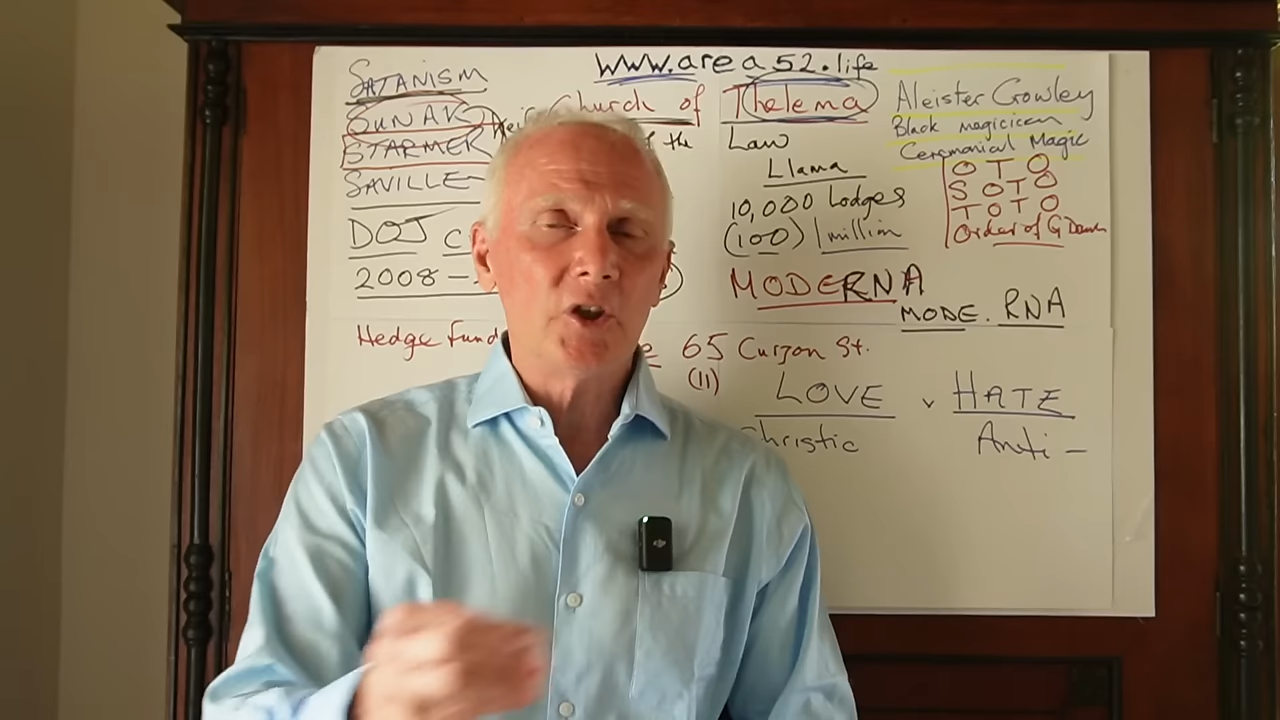 www.area52.life
SATANISM
SUNAK
STARMER
SAVILLE
DOJ
2008 –
Hedge Fund
Church of Thelema
of the Law
Llama
10,000 Lodges
(100) 1 million
MODERNA
MODE. RNA
65 Curzon St.
(11)
LOVE v HATE
Christic Anti –
Aleister Crowley
Black magician
Ceremonial Magic
O T O
S O T O
T O T O
Order of G Dawn